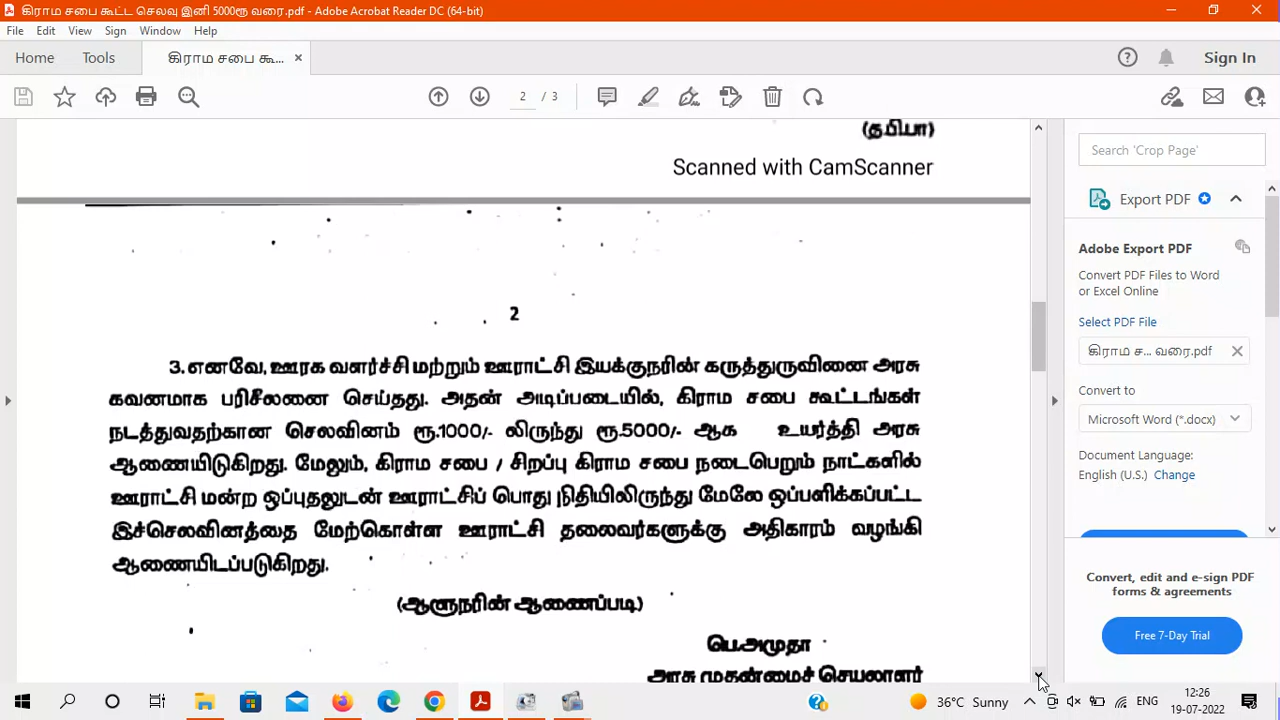 கிராம சபை கூட்ட செலவு இனி 5000ரூ வரை.pdf - Adobe Acrobat Reader DC (64-bit)
File Edit View Sign Window Help
Home Tools கிராம சபை கூ... × Sign In
2 / 3
(த.பி.பா)
Scanned with CamScanner
2
3. எனவே, ஊரக வளர்ச்சி மற்றும் ஊராட்சி இயக்குநரின் கருத்துருவினை அரசு
கவனமாக பரிசீலனை செய்தது. அதன் அடிப்படையில், கிராம சபை கூட்டங்கள்
நடத்துவதற்கான செலவினம் ரூ.1000/- லிருந்து ரூ.5000/- ஆக உயர்த்தி அரசு
ஆணையிடுகிறது. மேலும், கிராம சபை / சிறப்பு கிராம சபை நடைபெறும் நாட்களில்
ஊராட்சி மன்ற ஒப்புதலுடன் ஊராட்சிப் பொது நிதியிலிருந்து மேலே ஒப்பளிக்கப்பட்ட
இச்செலவினத்தை மேற்கொள்ள ஊராட்சி தலைவர்களுக்கு அதிகாரம் வழங்கி
ஆணையிடப்படுகிறது.
(ஆளுநரின் ஆணைப்படி)
பெ.அமுதா
அரசு முதன்மைச் செயலாளர்
Search 'Crop Page'
Export PDF
Adobe Export PDF
Convert PDF Files to Word
or Excel Online
Select PDF File
கிராம ச... வரை.pdf
Convert to
Microsoft Word (*.docx)
Document Language:
English (U.S.) Change
Convert, edit and e-sign PDF
forms & agreements
Free 7-Day Trial
36°C Sunny ENG 12:26
19-07-2022